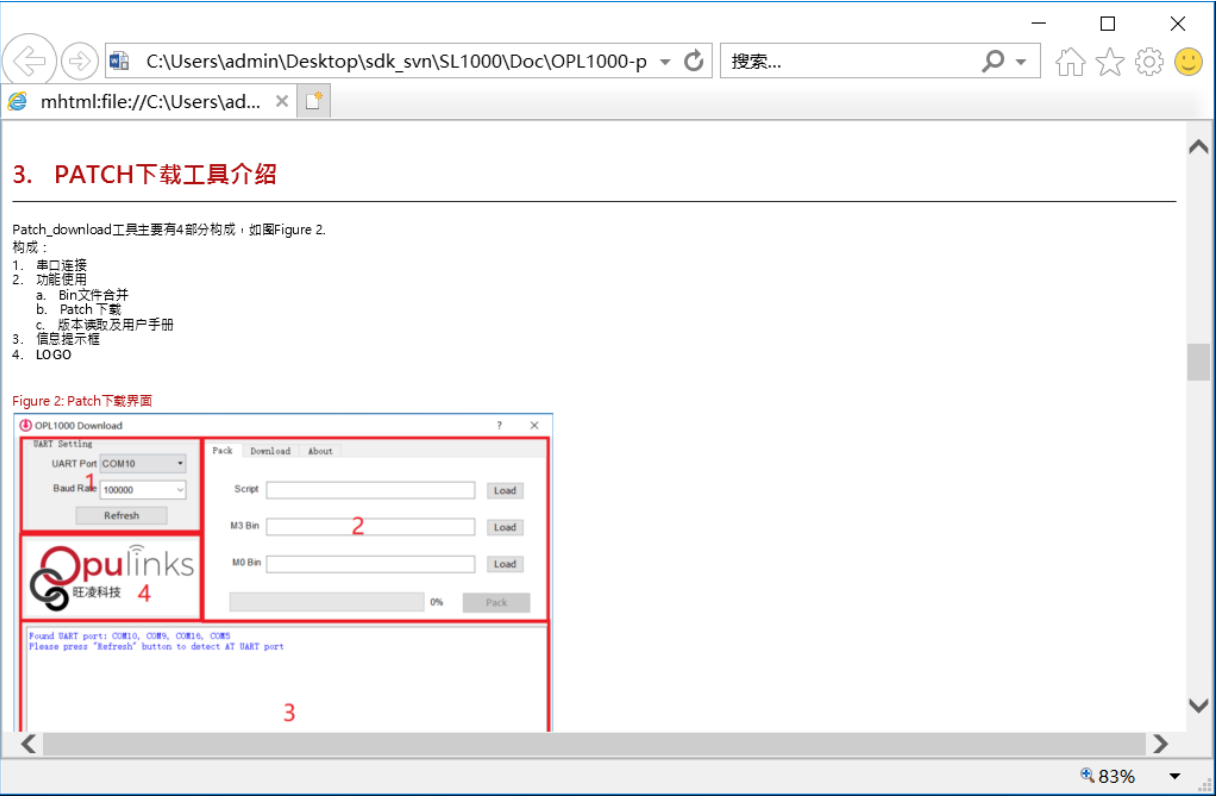 C:\Users\admin\Desktop\sdk_svn\SL1000\Doc\OPL1000-p
搜索...
mhtml:file://C:\Users\ad...
3. PATCH下载工具介绍
Patch_download工具主要有4部分构成，如图Figure 2.
构成：
1. 串口连接
2. 功能使用
a. Bin文件合并
b. Patch 下载
c. 版本读取及用户手册
3. 信息提示框
4. LOGO
Figure 2: Patch下载界面
OPL1000 Download ?
UART Setting
UART Port COM10
1
Baud Rate 100000
Refresh
Pack Download About
Script Load
M3 Bin 2 Load
M0 Bin Load
0% Pack
Opulinks
旺凌科技 4
Found UART port: COM10, COM9, COM16, COM5
Please press "Refresh" button to detect AT UART port
3
83%